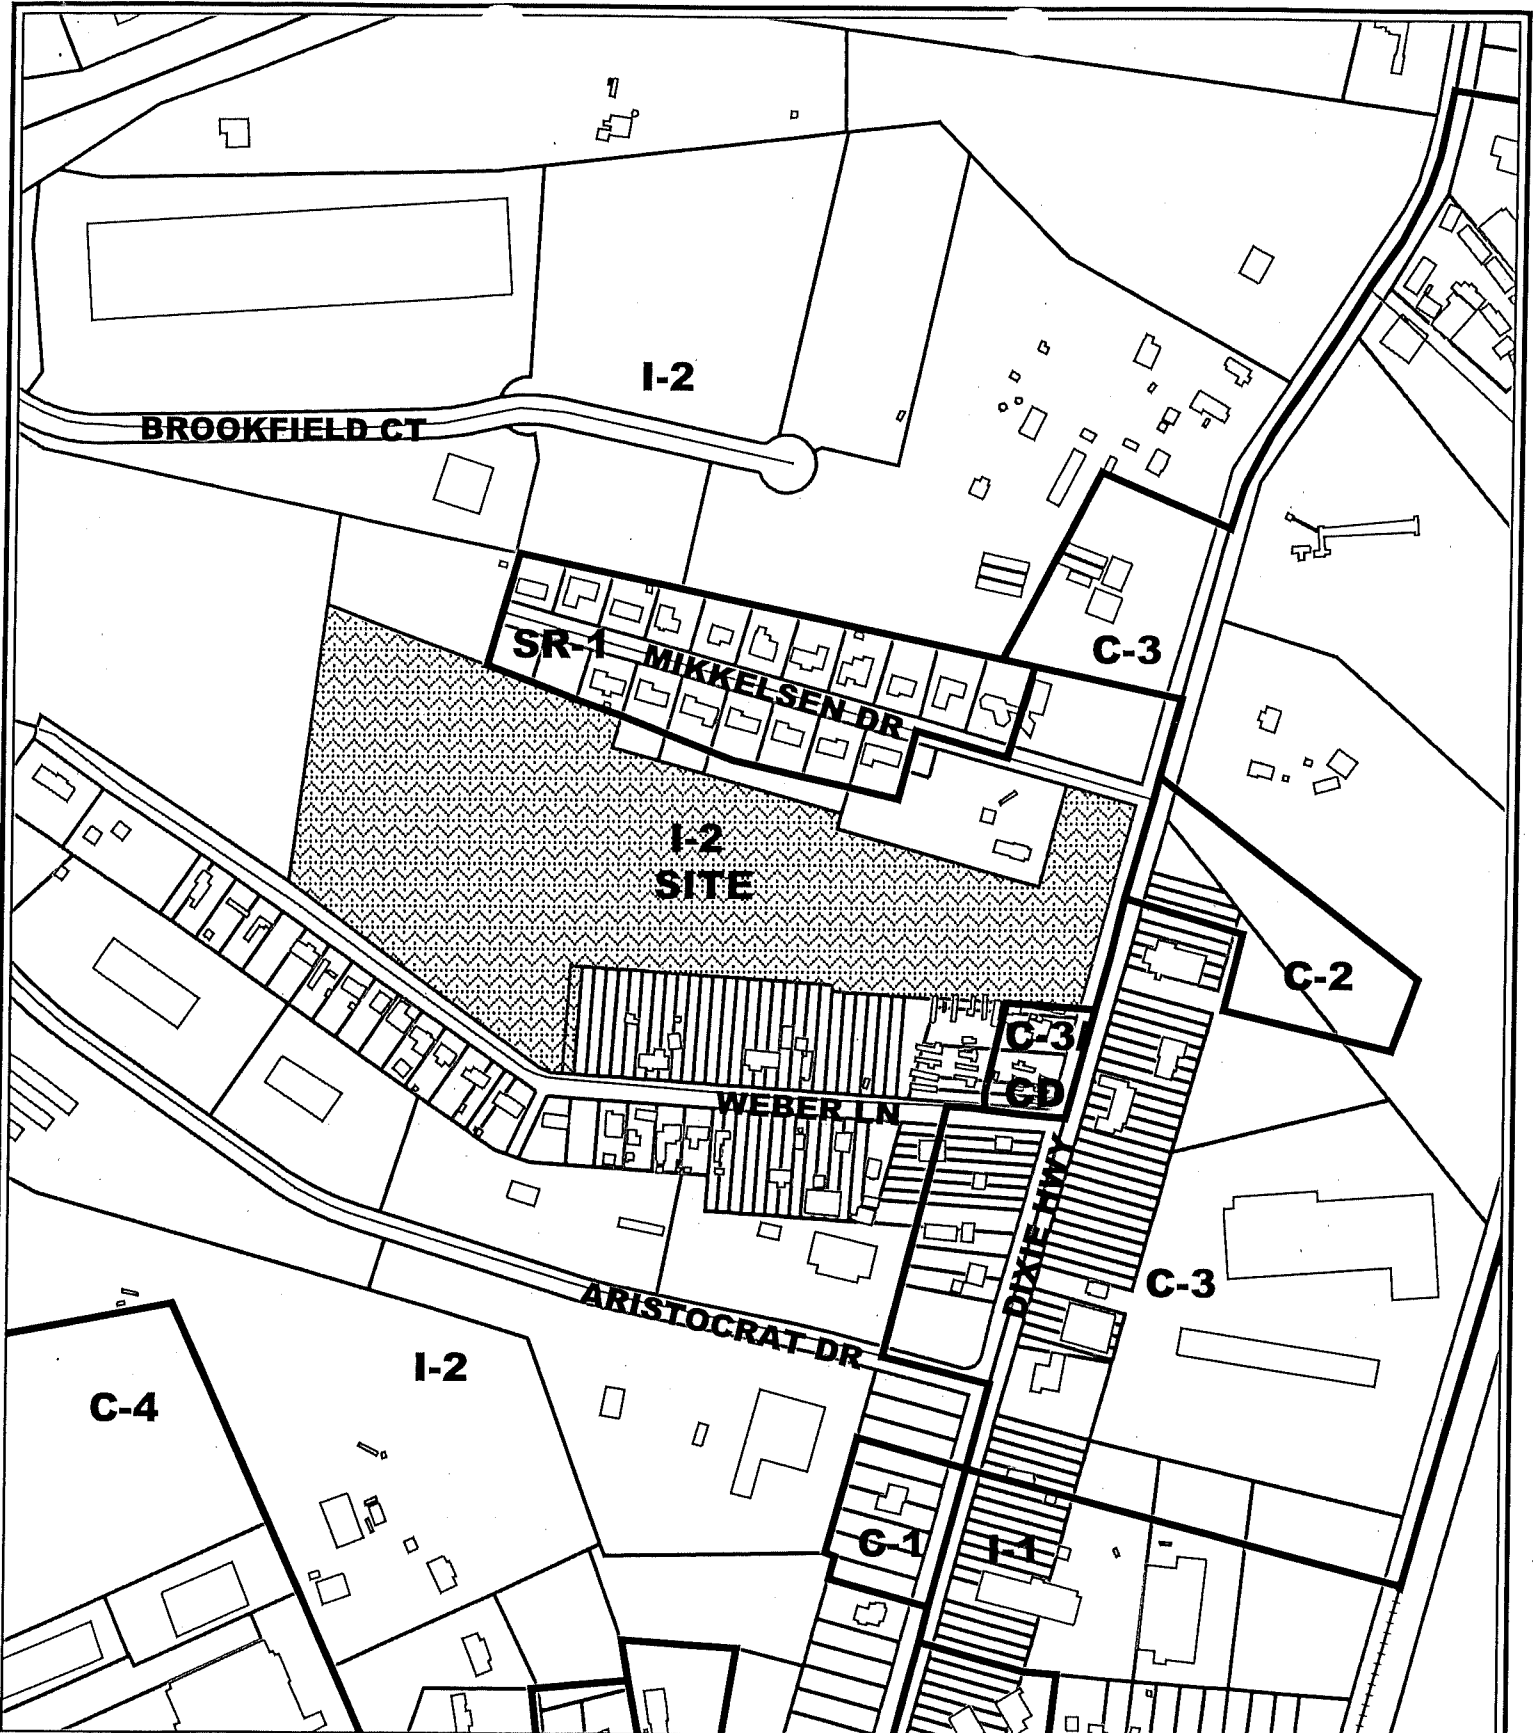 I-2
BROOKFIELD CT
SR-1
MIKKELSEN DR
C-3
I-2
SITE
C-2
C-3
CD
WEBER LN
DIXIE HWY
C-3
ARISTOCRAT DR
I-2
C-4
C-1
I-1